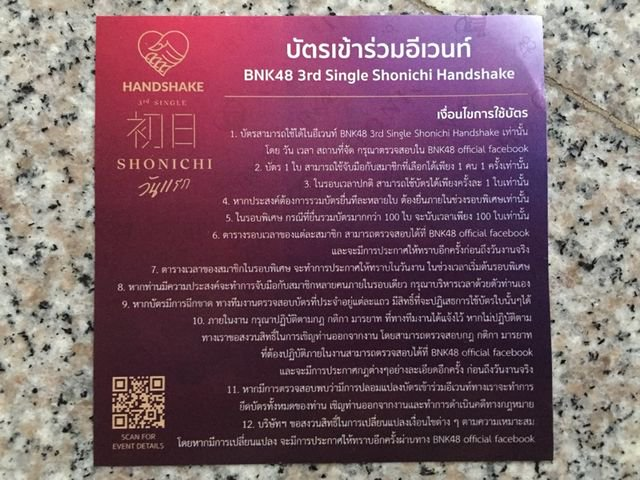 HANDSHAKE
3rd SINGLE
初日
SHONICHI
วันแรก
บัตรเข้าร่วมอีเวนท์
BNK48 3rd Single Shonichi Handshake
เงื่อนไขการใช้บัตร
1. บัตรสามารถใช้ได้ในอีเวนท์ BNK48 3rd Single Shonichi Handshake เท่านั้น
โดย วัน เวลา สถานที่จัด กรุณาตรวจสอบใน BNK48 official facebook
2. บัตร 1 ใบ สามารถใช้จับมือกับสมาชิกที่เลือกได้เพียง 1 คน 1 ครั้งเท่านั้น
3. ในรอบเวลาปกติ สามารถใช้บัตรได้เพียงครั้งละ 1 ใบเท่านั้น
4. หากประสงค์ต้องการรวมบัตรยื่นทีละหลายใบ ต้องยื่นภายในช่วงรอบพิเศษเท่านั้น
5. ในรอบพิเศษ กรณีที่ยื่นรวมบัตรมากกว่า 100 ใบ จะนับเวลาเพียง 100 ใบเท่านั้น
6. ตารางรอบเวลาของแต่ละสมาชิก สามารถตรวจสอบได้ที่ BNK48 official facebook
และจะมีการประกาศให้ทราบอีกครั้งก่อนถึงวันงานจริง
7. ตารางเวลาของสมาชิกในรอบพิเศษ จะทำการประกาศให้ทราบในวันงาน ในช่วงเวลาเริ่มต้นรอบพิเศษ
8. หากท่านมีความประสงค์จะทำการจับมือกับสมาชิกหลายคนภายในรอบเดียว กรุณาบริหารเวลาด้วยตัวท่านเอง
9. หากบัตรมีการฉีกขาด ทางทีมงานตรวจสอบบัตรที่ประจำอยู่แต่ละแถว มีสิทธิ์ที่จะปฏิเสธการใช้บัตรใบนั้นๆได้
10. ภายในงาน กรุณาปฏิบัติตามกฎ กติกา มารยาท ที่ทางทีมงานได้แจ้งไว้ หากไม่ปฏิบัติตาม
ทางเราขอสงวนสิทธิ์ในการเชิญท่านออกจากงาน โดยสามารถตรวจสอบกฎ กติกา มารยาท
ที่ต้องปฏิบัติภายในงานสามารถตรวจสอบได้ที่ BNK48 official facebook
และจะมีการประกาศกฎต่างๆอย่างละเอียดอีกครั้ง ก่อนถึงวันงานจริง
11. หากมีการตรวจสอบพบว่ามีการปลอมแปลงบัตรเข้าร่วมอีเวนท์ทางเราจะทำการ
ยึดบัตรทั้งหมดของท่าน เชิญท่านออกจากงานและทำการดำเนินคดีทางกฎหมาย
12. บริษัทฯ ขอสงวนสิทธิ์ในการเปลี่ยนแปลงเงื่อนไขต่าง ๆ ตามความเหมาะสม
โดยหากมีการเปลี่ยนแปลง จะมีการประกาศให้ทราบอีกครั้งผ่านทาง BNK48 official facebook
SCAN FOR
EVENT DETAILS